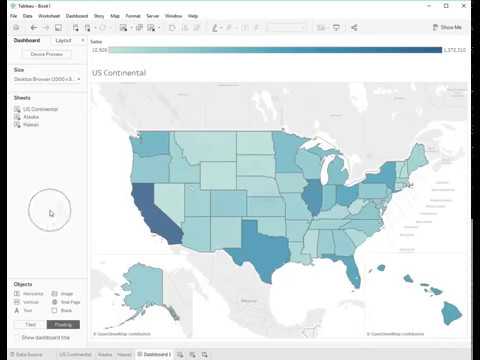 Tableau - Book1
File Data Worksheet Dashboard Story Map Format Server Window Help
Show Me
Dashboard Layout
Device Preview
Size
Desktop Browser (1000 x 8...
Sheets
US Continental
Alaska
Hawaii
Objects
Horizontal Image
Vertical Web Page
Text Blank
Tiled Floating
Show dashboard title
Sales
1,372,310
US Continental
Mexico
© OpenStreetMap contributors
© OpenStreetMap contributors
Data Source US Continental Alaska Hawaii Dashboard 1